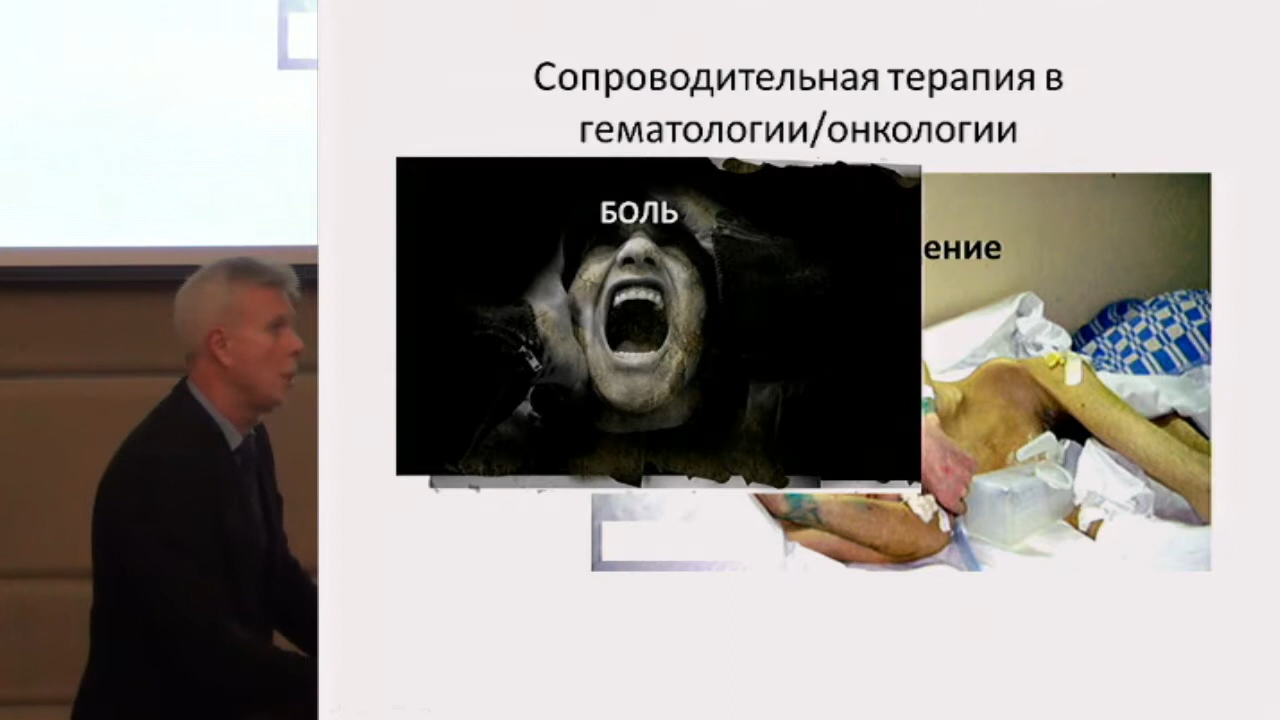 Сопроводительная терапия в
гематологии/онкологии
БОЛЬ
ение